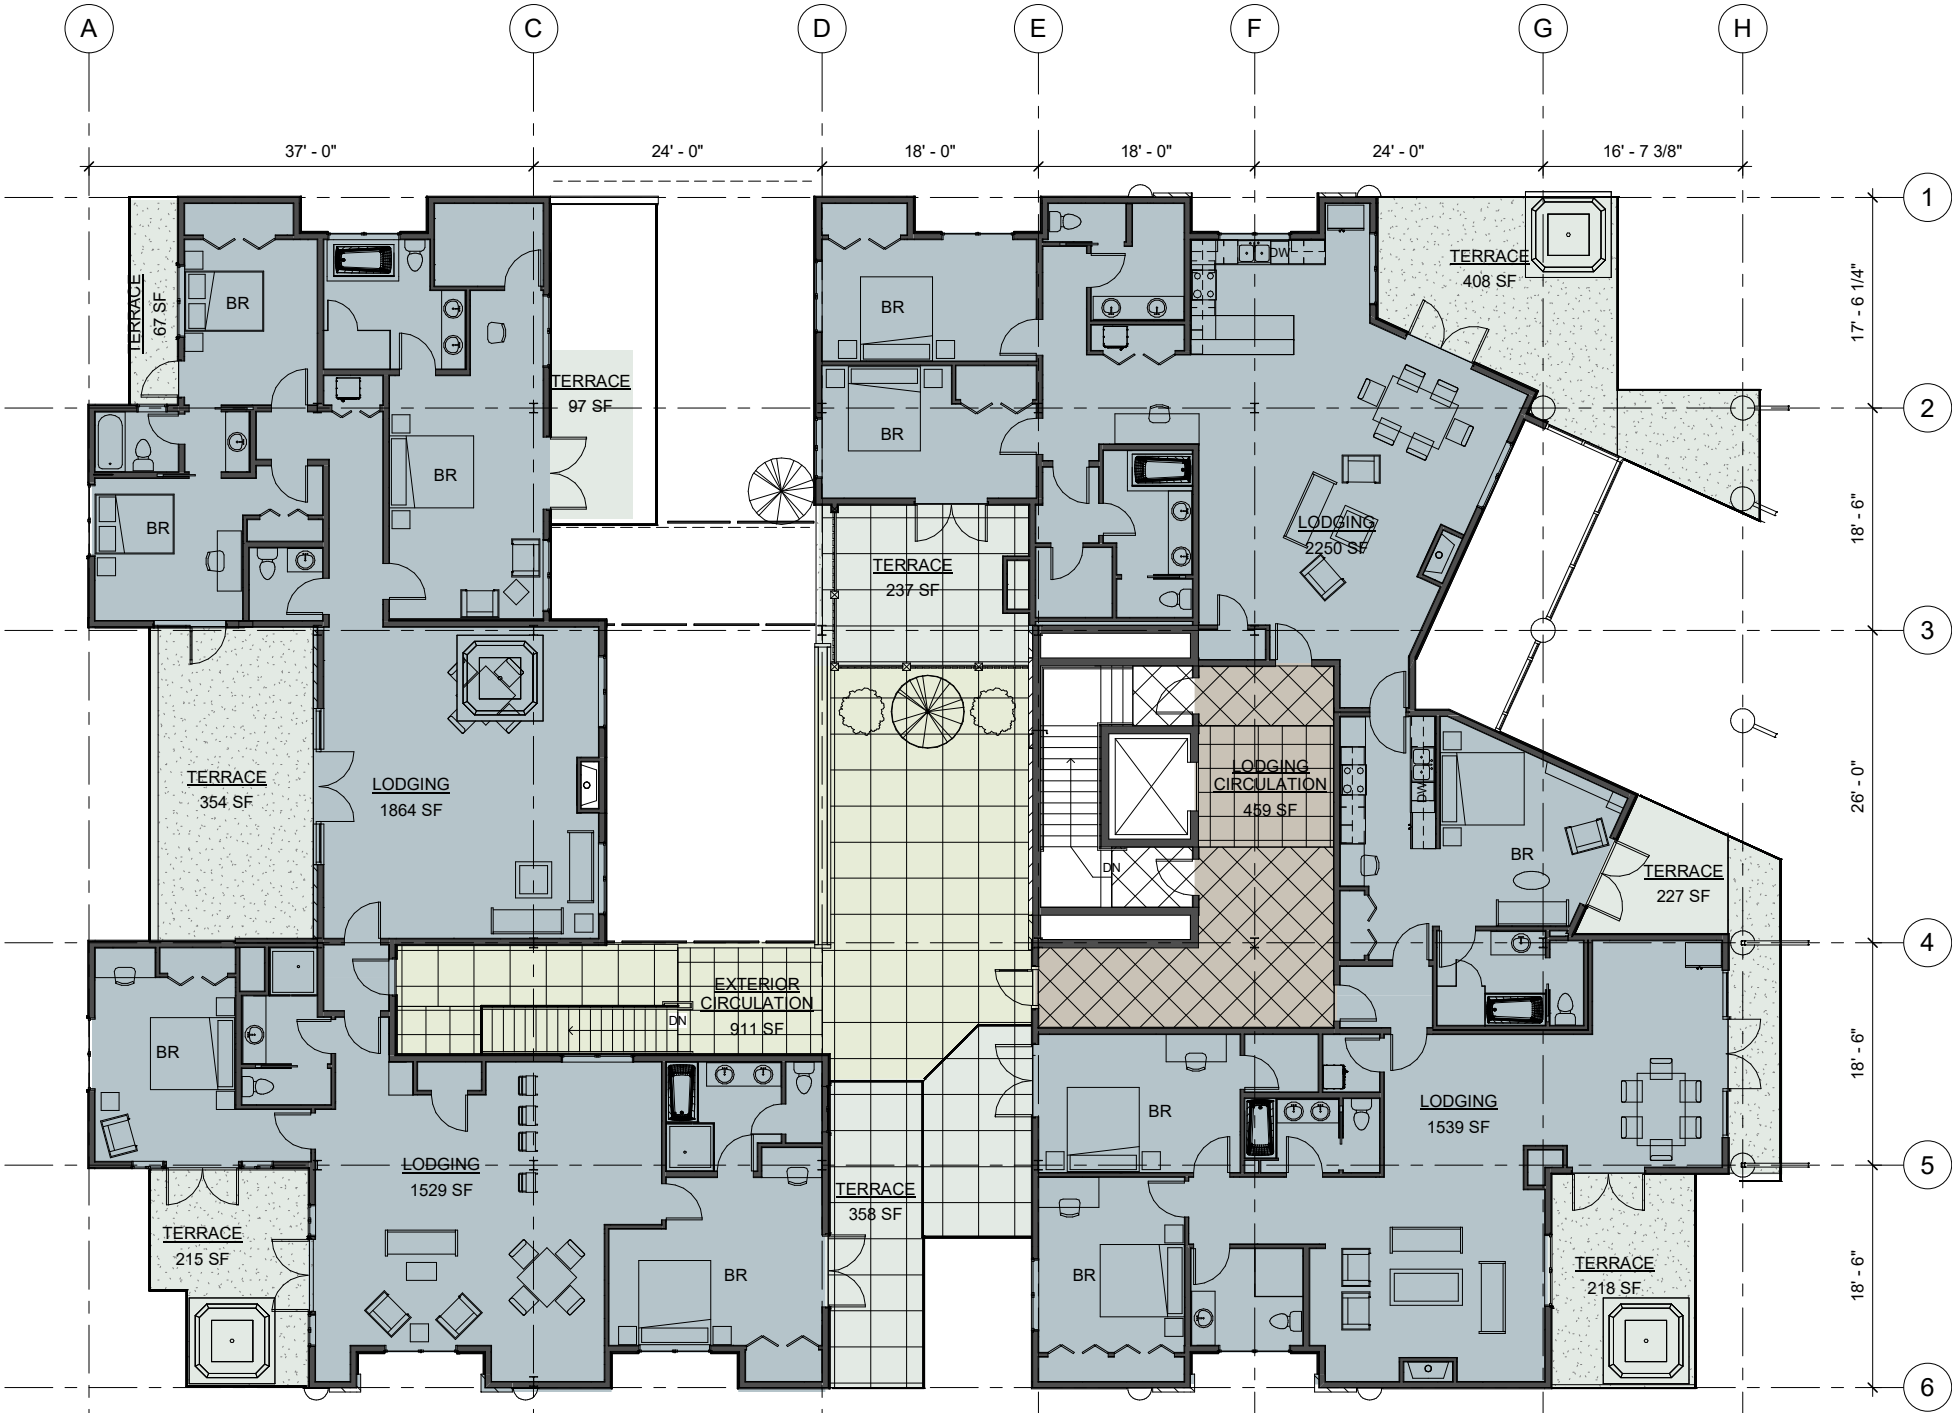 A
C
D
E
F
G
H
37' - 0"
24' - 0"
18' - 0"
18' - 0"
24' - 0"
16' - 7 3/8"
1
TERRACE
67 SF
BR
BR
DW
TERRACE
408 SF
17' - 6 1/4"
TERRACE
97 SF
2
BR
BR
BR
LODGING
2250 SF
18' - 6"
TERRACE
237 SF
3
TERRACE
354 SF
LODGING
1864 SF
LODGING
CIRCULATION
459 SF
DW
26' - 0"
DN
BR
TERRACE
227 SF
4
EXTERIOR
CIRCULATION
911 SF
DN
BR
18' - 6"
BR
LODGING
1539 SF
5
LODGING
1529 SF
TERRACE
358 SF
TERRACE
215 SF
BR
BR
TERRACE
218 SF
18' - 6"
6